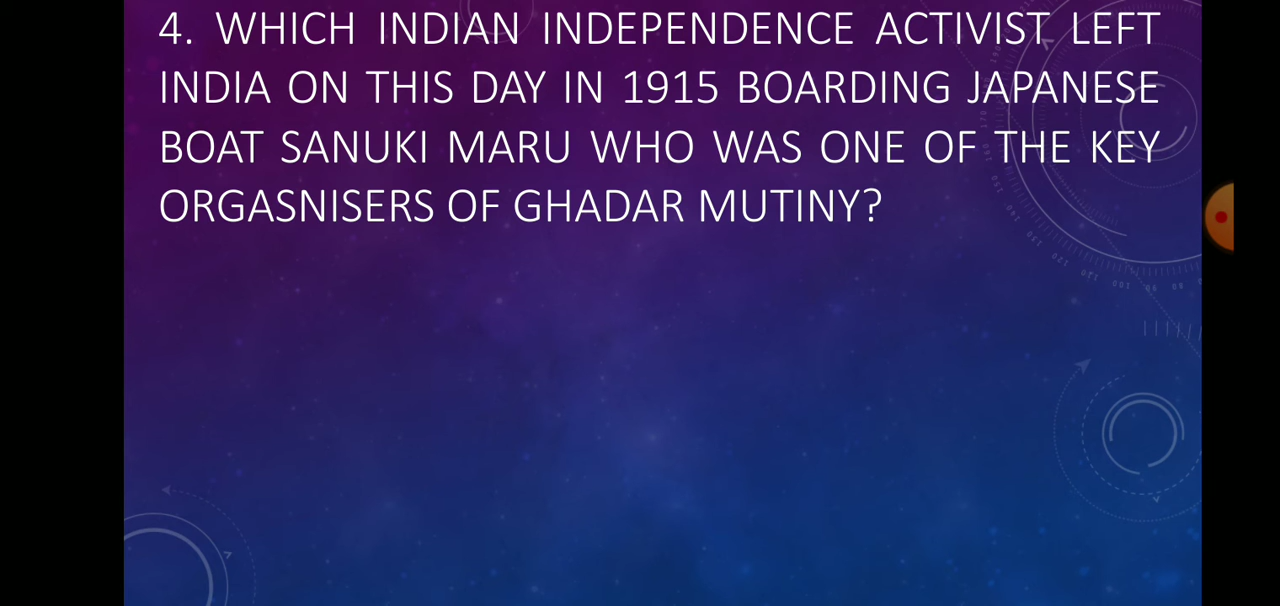 4. WHICH INDIAN INDEPENDENCE ACTIVIST LEFT
INDIA ON THIS DAY IN 1915 BOARDING JAPANESE
BOAT SANUKI MARU WHO WAS ONE OF THE KEY
ORGASNISERS OF GHADAR MUTINY?